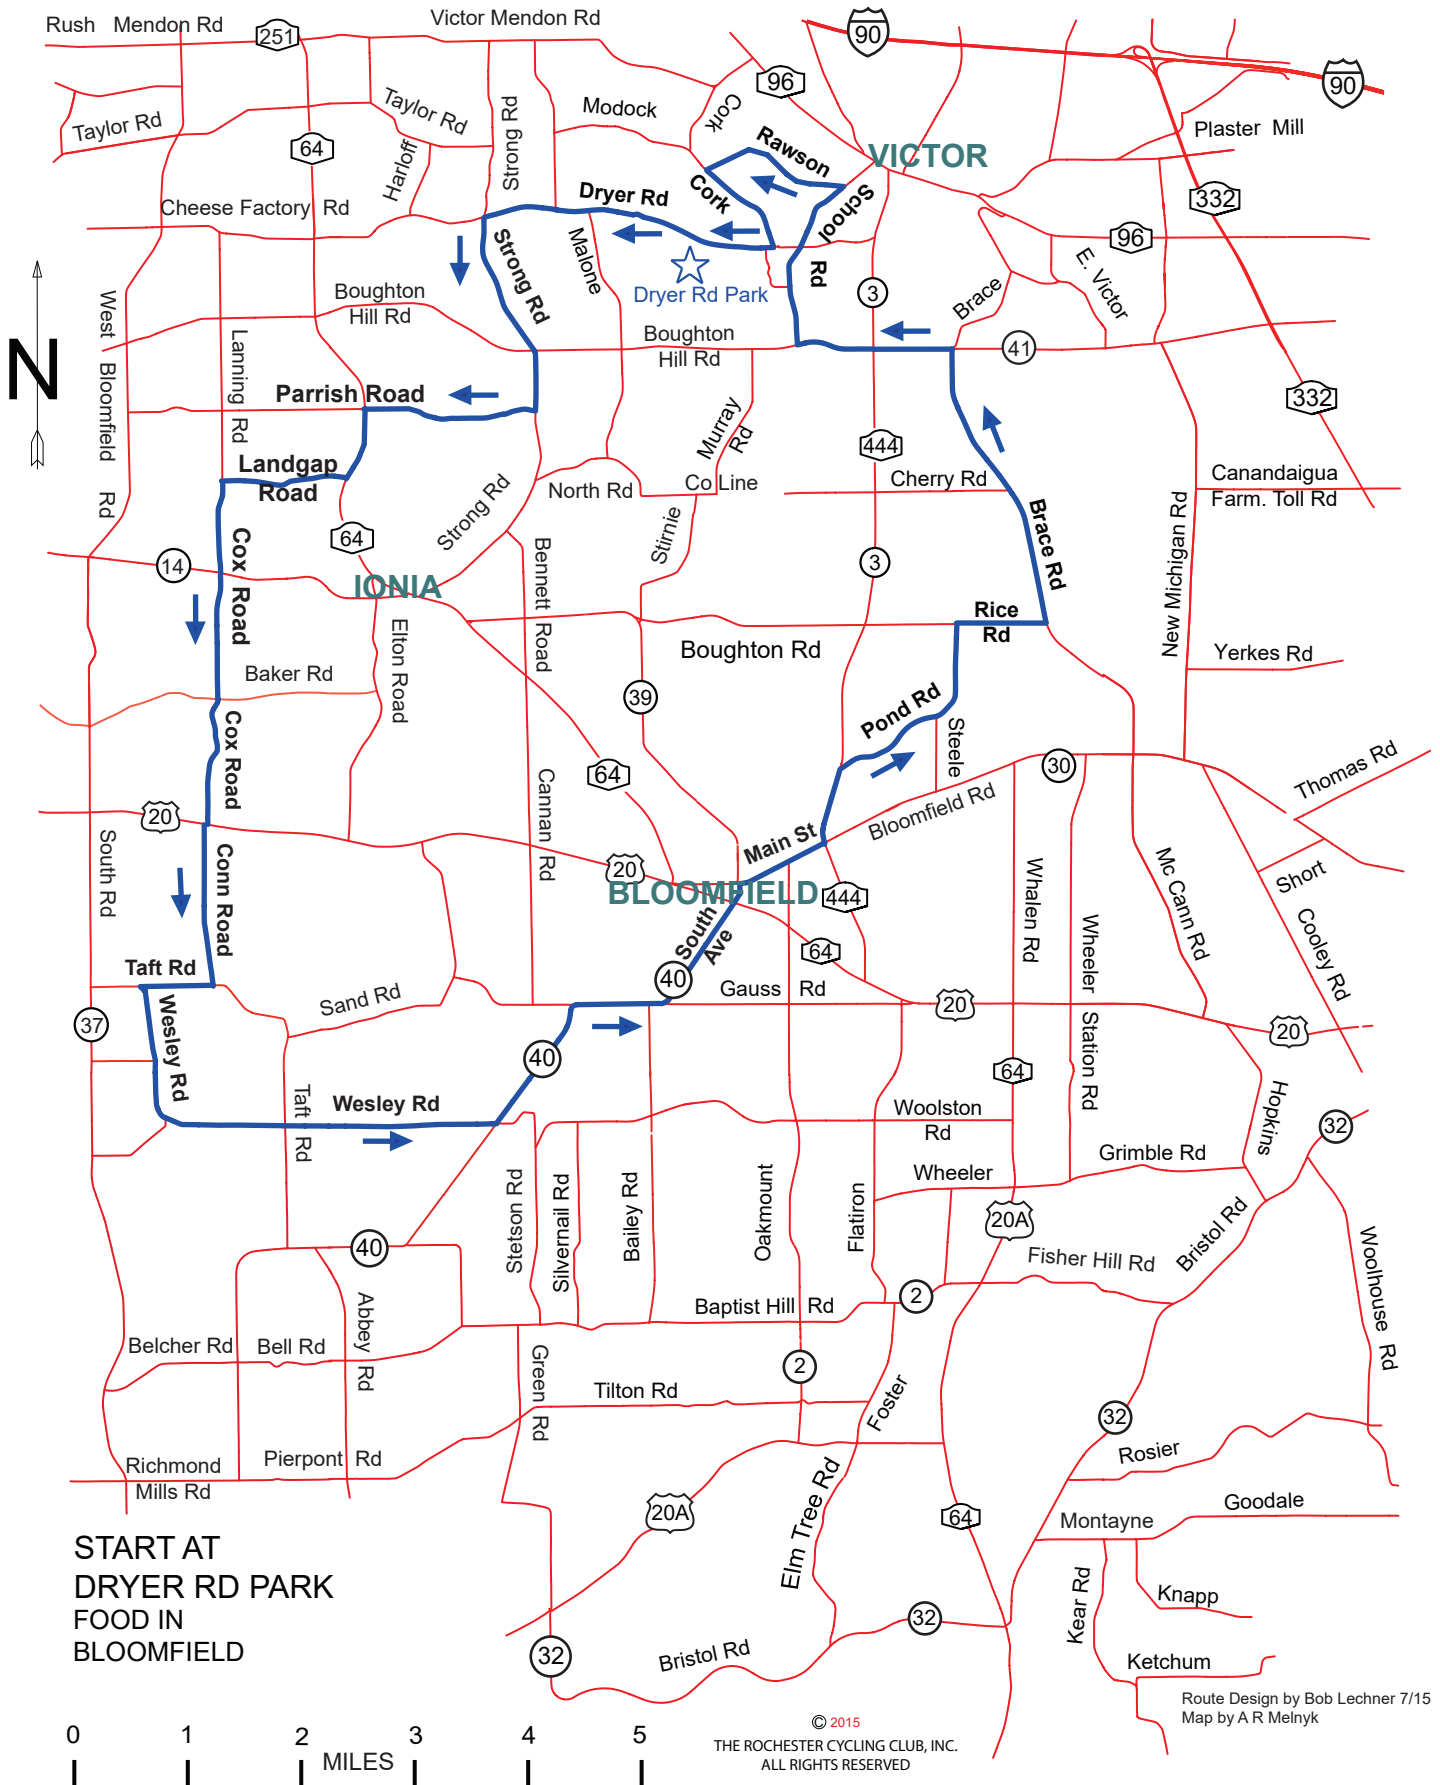 Rush Mendon Rd
251
Victor Mendon Rd
90
96
90
Taylor Rd
Taylor Rd
Strong Rd
Modock
Cork
Rawson
VICTOR
Plaster Mill
64
Harloff
332
Cheese Factory Rd
Dryer Rd
Cork
School
Rd
96
Strong Rd
Malone
E. Victor
Dryer Rd Park
3
Brace
West Bloomfield Rd
Boughton
Hill Rd
Lanning Rd
Boughton
Hill Rd
41
N
Parrish Road
332
Murray
Rd
444
Landgap
Road
North Rd
Co Line
Cherry Rd
Canandaigua
Farm. Toll Rd
Strong Rd
Stirnie
Brace Rd
New Michigan Rd
64
14
Cox Road
IONIA
Bennett Road
3
Rice
Rd
Elton Road
Boughton Rd
Yerkes Rd
Baker Rd
39
Pond Rd
Cox Road
Steele
64
30
Thomas Rd
Cannan Rd
Bloomfield Rd
20
South Rd
Conn Road
Main St
20
BLOOMFIELD
444
Whalen Rd
Mc Cann Rd
Short
Cooley Rd
Wheeler Station Rd
South
Ave
64
Taft Rd
40
Gauss Rd
20
Sand Rd
37
20
Wesley Rd
40
64
Taft Rd
Wesley Rd
Woolston
Rd
Hopkins
32
Grimble Rd
Wheeler
Stetson Rd
Silvernail Rd
Bailey Rd
Oakmount
Flatiron
20A
Bristol Rd
40
Fisher Hill Rd
Woolhouse Rd
2
Abbey Rd
Baptist Hill Rd
Belcher Rd
Bell Rd
Green Rd
2
Tilton Rd
Foster
32
Richmond
Mills Rd
Pierpont Rd
Rosier
Elm Tree Rd
20A
64
Goodale
Montayne
START AT
DRYER RD PARK
FOOD IN
BLOOMFIELD
Kear Rd
Knapp
32
32
Bristol Rd
Ketchum
Route Design by Bob Lechner 7/15
Map by A R Melnyk
0 1 2 3 4 5
MILES
© 2015
THE ROCHESTER CYCLING CLUB, INC.
ALL RIGHTS RESERVED